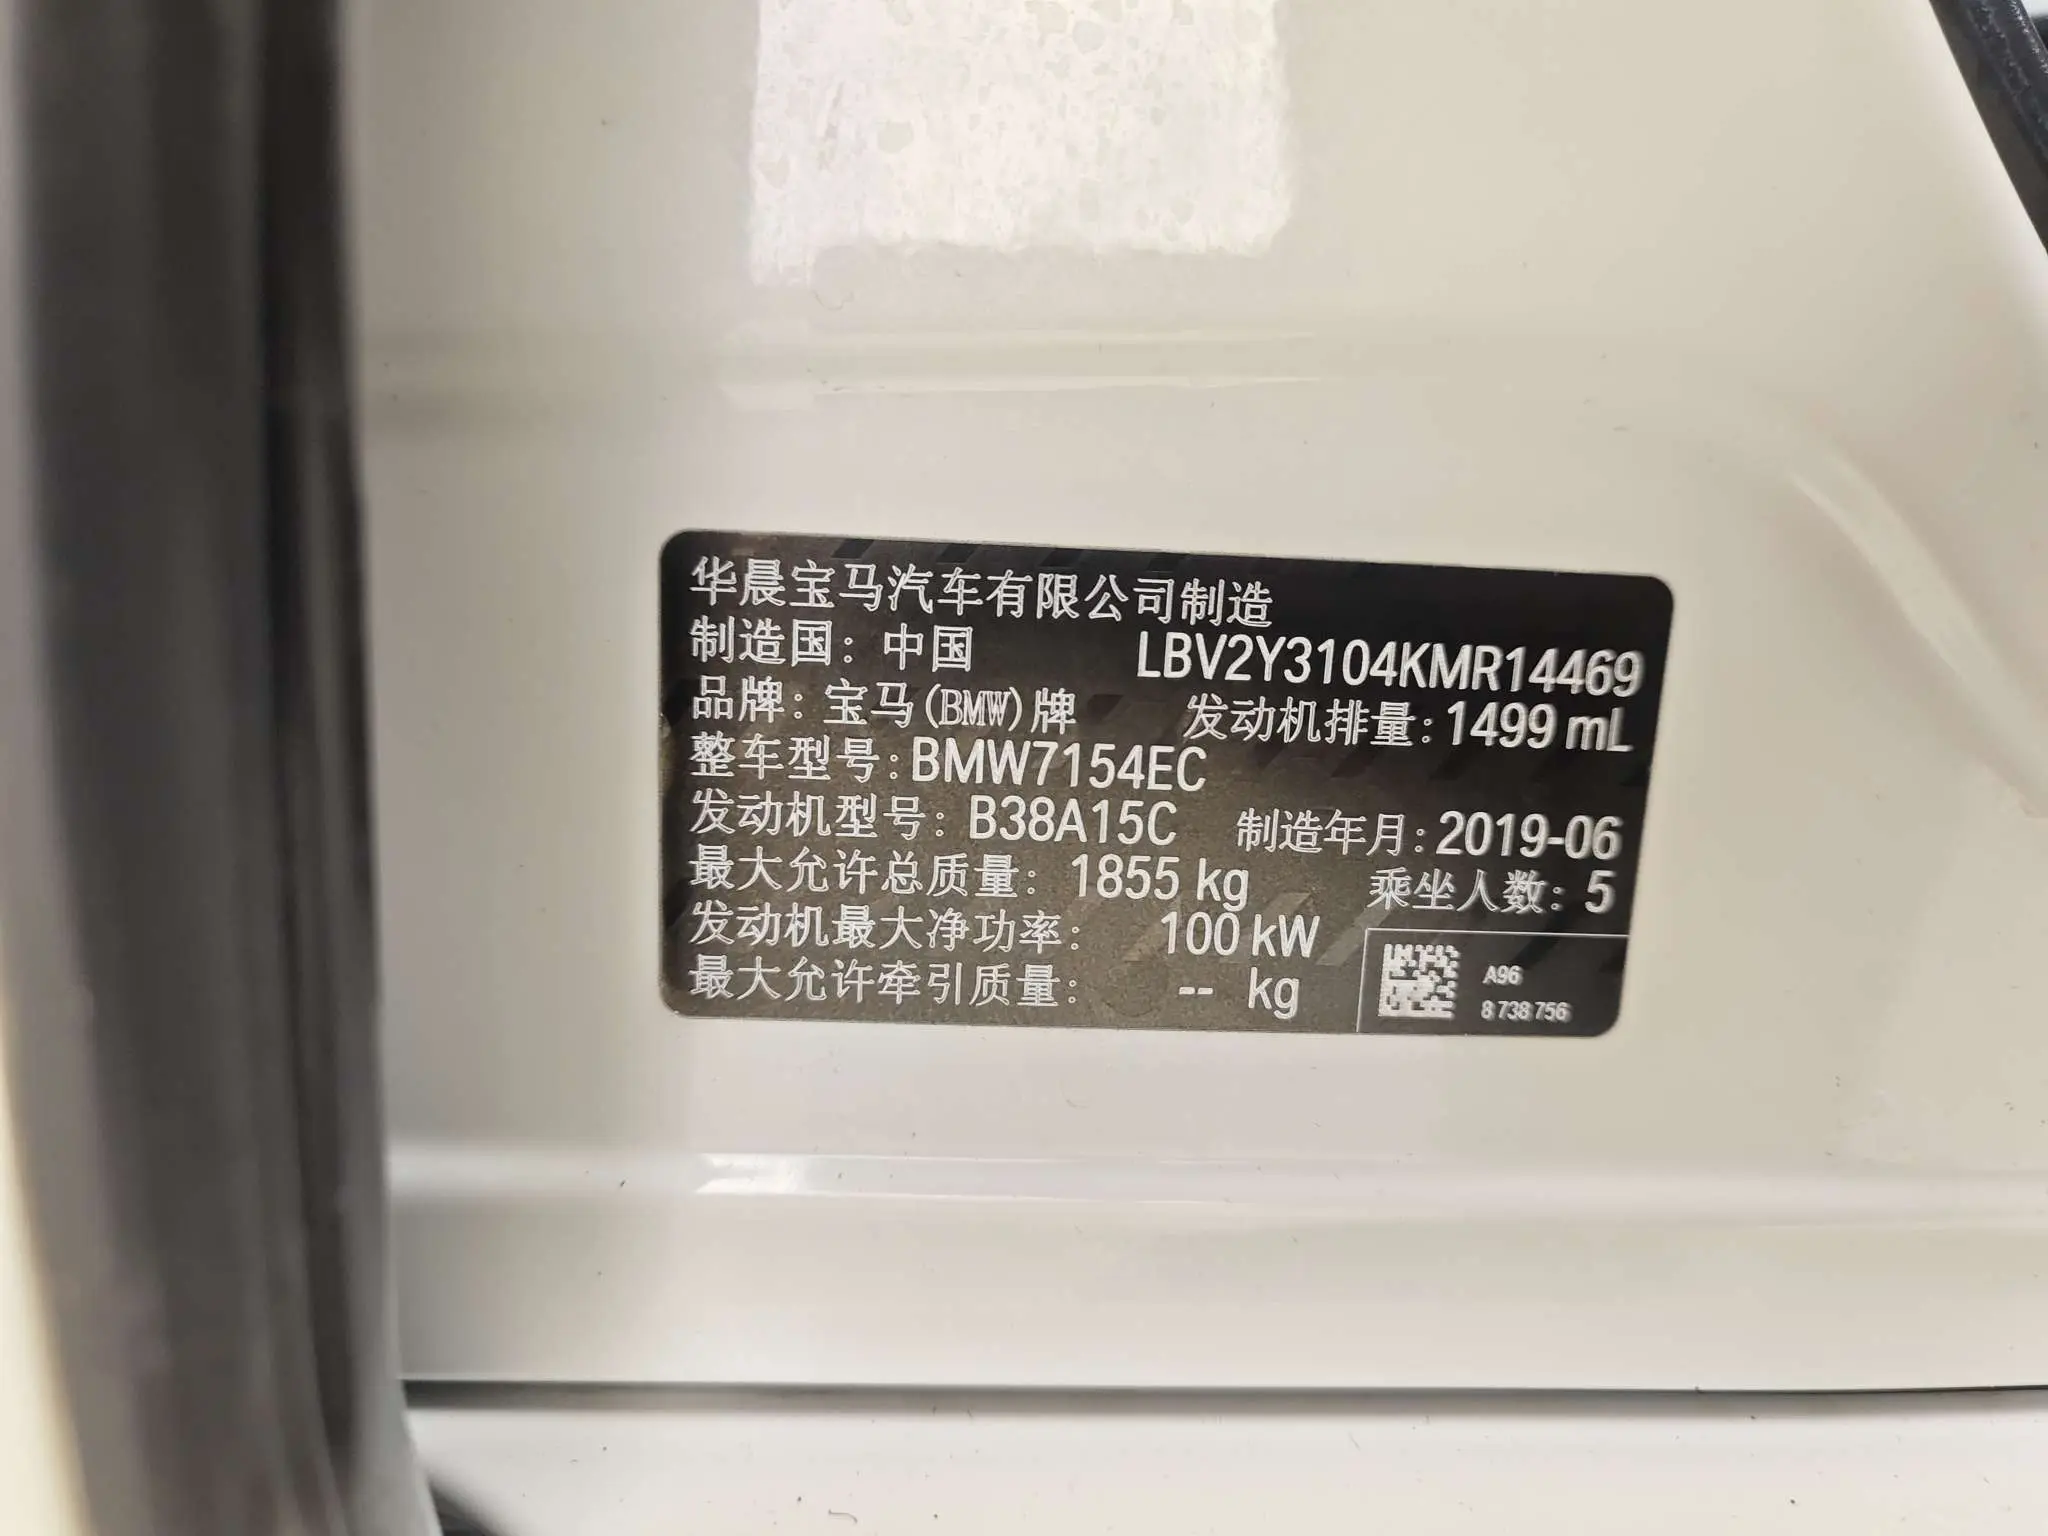 华晨宝马汽车有限公司制造
制造国：中国 LBV2Y3104KMR14469
品牌：宝马(BMW)牌 发动机排量：1499 mL
整车型号：BMW7154EC
发动机型号：B38A15C 制造年月：2019-06
最大允许总质量：1855 kg 乘坐人数：5
发动机最大净功率：100 kW
最大允许牵引质量：-- kg
A96
8 738 756